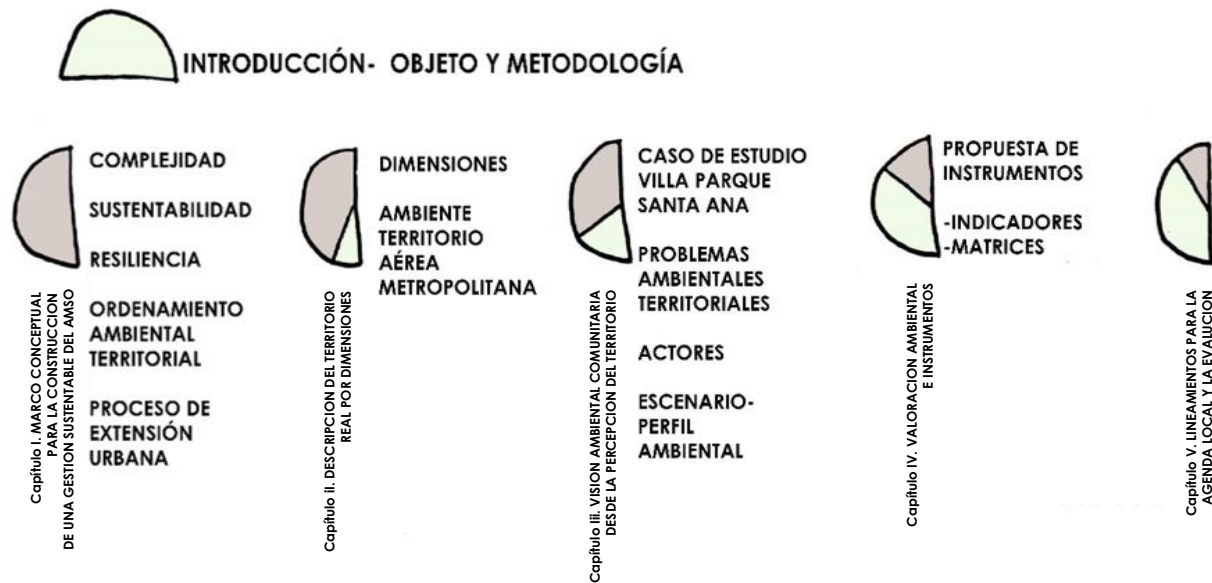 INTRODUCCIÓN- OBJETO Y METODOLOGÍA
Capítulo I. MARCO CONCEPTUAL
PARA LA CONSTRUCCION
DE UNA GESTION SUSTENTABLE DEL AMSO
COMPLEJIDAD
SUSTENTABILIDAD
RESILIENCIA
ORDENAMIENTO
AMBIENTAL
TERRITORIAL
PROCESO DE
EXTENSIÓN
URBANA
Capítulo iI. DESCRIPCION DEL TERRITORIO
REAL POR DIMENSIONES
DIMENSIONES
AMBIENTE
TERRITORIO
AÉREA
METROPOLITANA
Capítulo Iii. VISION AMBIENTAL COMUNITARIA
DESDE LA PERCEPCION DEL TERRITORIO
CASO DE ESTUDIO
VILLA PARQUE
SANTA ANA
PROBLEMAS
AMBIENTALES
TERRITORIALES
ACTORES
ESCENARIO-
PERFIL
AMBIENTAL
Capítulo IV. VALORACION AMBIENTAL
E INSTRUMENTOS
PROPUESTA DE
INSTRUMENTOS
-INDICADORES
-MATRICES
Capítulo V. LINEAMIENTOS PARA LA
AGENDA LOCAL Y LA EVALUCION